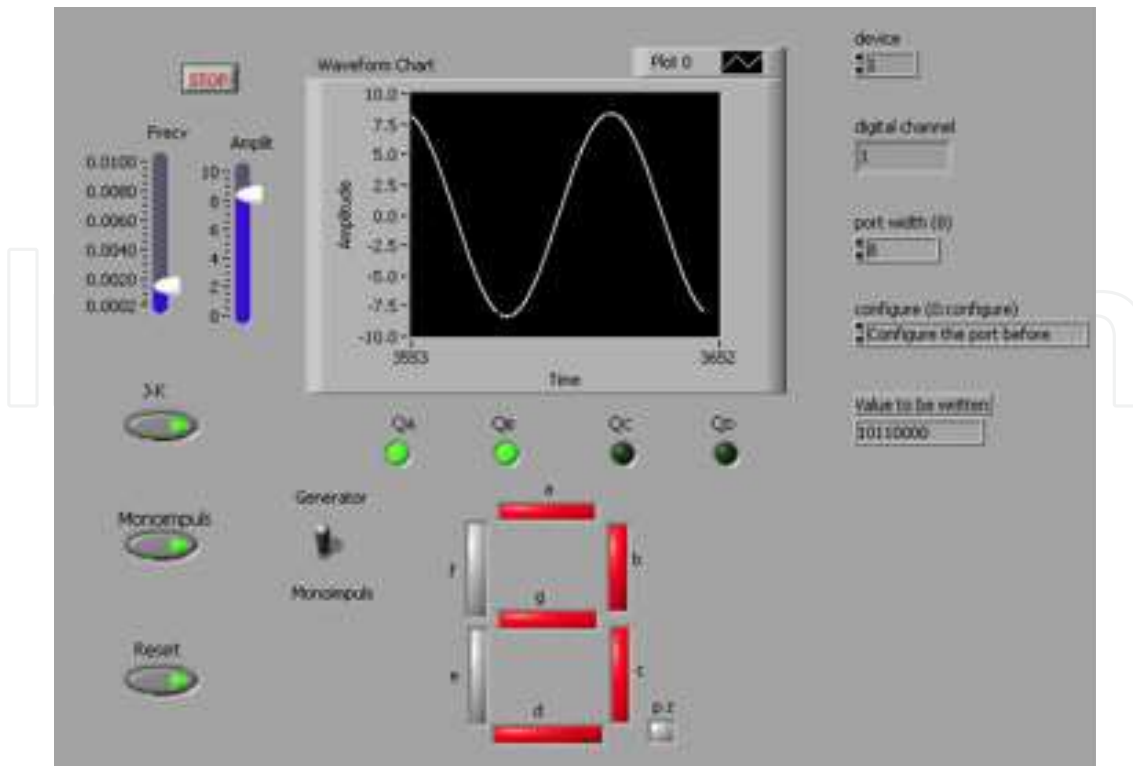 STOP
Frecv
0.0100
0.0080
0.0060
0.0040
0.0020
0.0002
Amplit
10
8
6
4
2
0
Waveform Chart
Plot 0
Amplitude
10.0
7.5
5.0
2.5
0.0
-2.5
-5.0
-7.5
-10.0
3553
3652
Time
device
1
digital channel
1
port width (8)
8
configure (0:configure)
Configure the port before
Value to be written
10110000
J-K
QA
QB
QC
QD
Monoimpuls
Generator
Monoimpuls
Reset
a
f
b
g
e
c
d